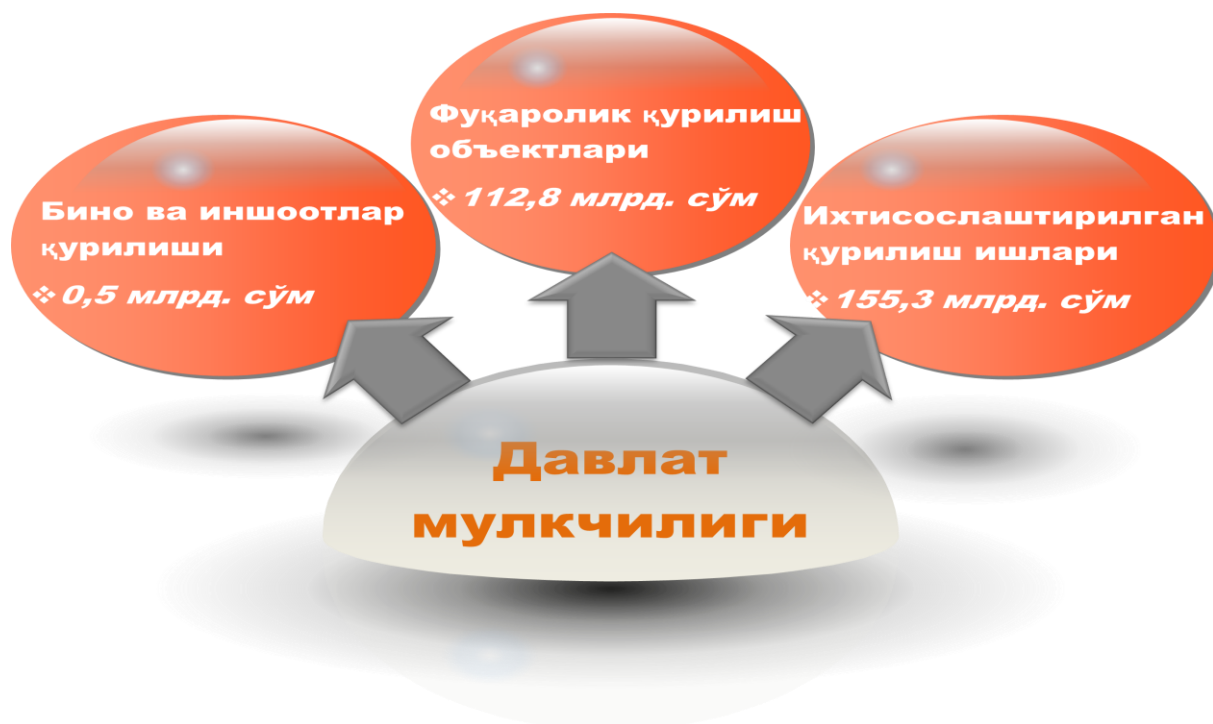 Бино ва иншоотлар
қурилиши
❖ 0,5 млрд. сўм
Фуқаролик қурилиш
объектлари
❖ 112,8 млрд. сўм
Ихтисослаштирилган
қурилиш ишлари
❖ 155,3 млрд. сўм
Давлат
мулкчилиги